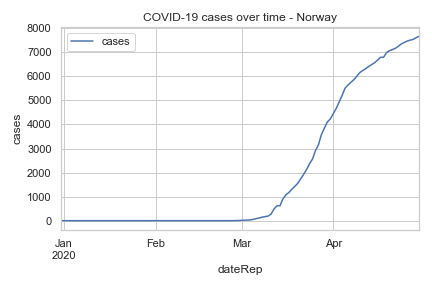 COVID-19 cases over time - Norway
cases
8000
7000
6000
5000
4000
3000
2000
1000
0
cases
Jan
2020
Feb
Mar
Apr
dateRep